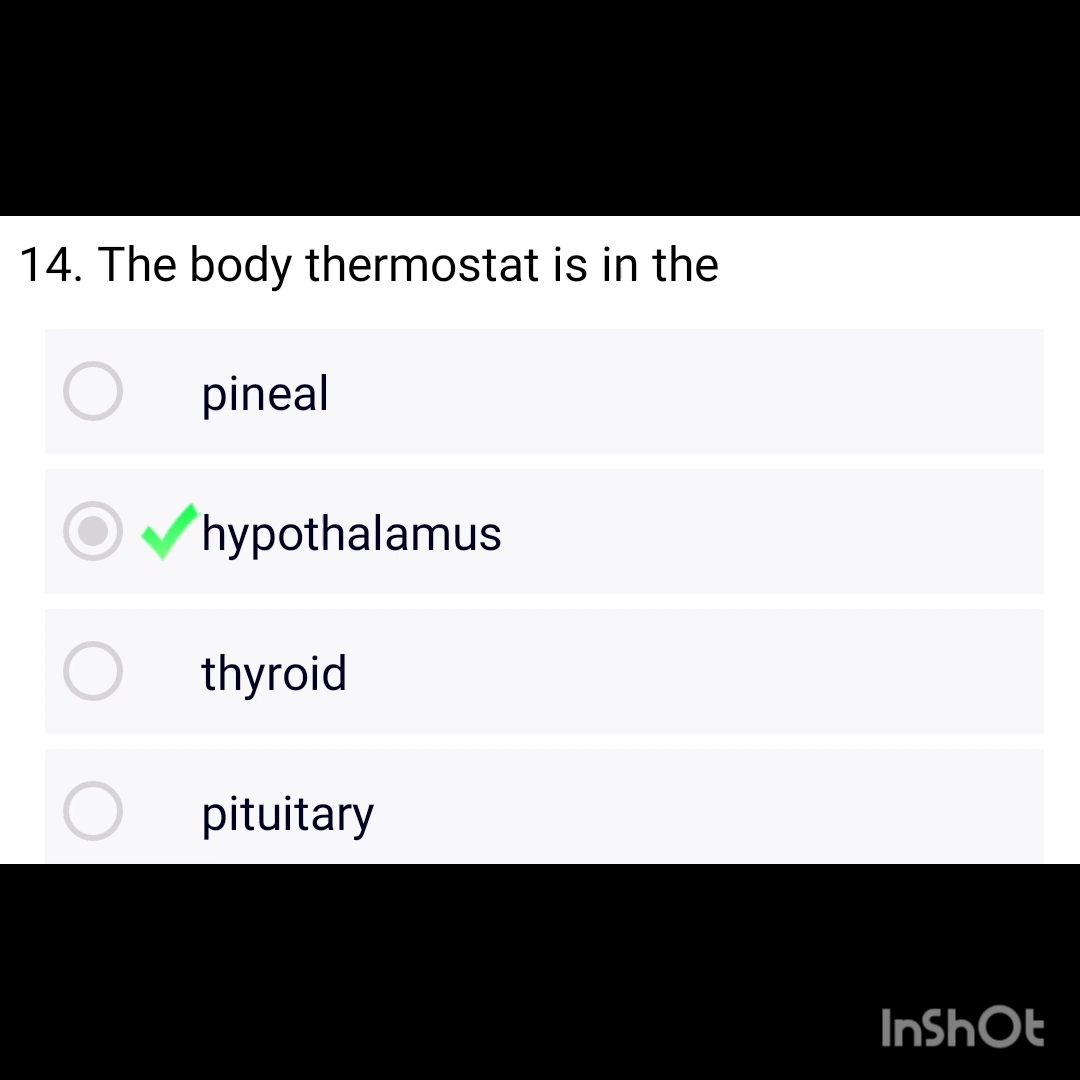 14. The body thermostat is in the
pineal
hypothalamus
thyroid
pituitary
InShOt